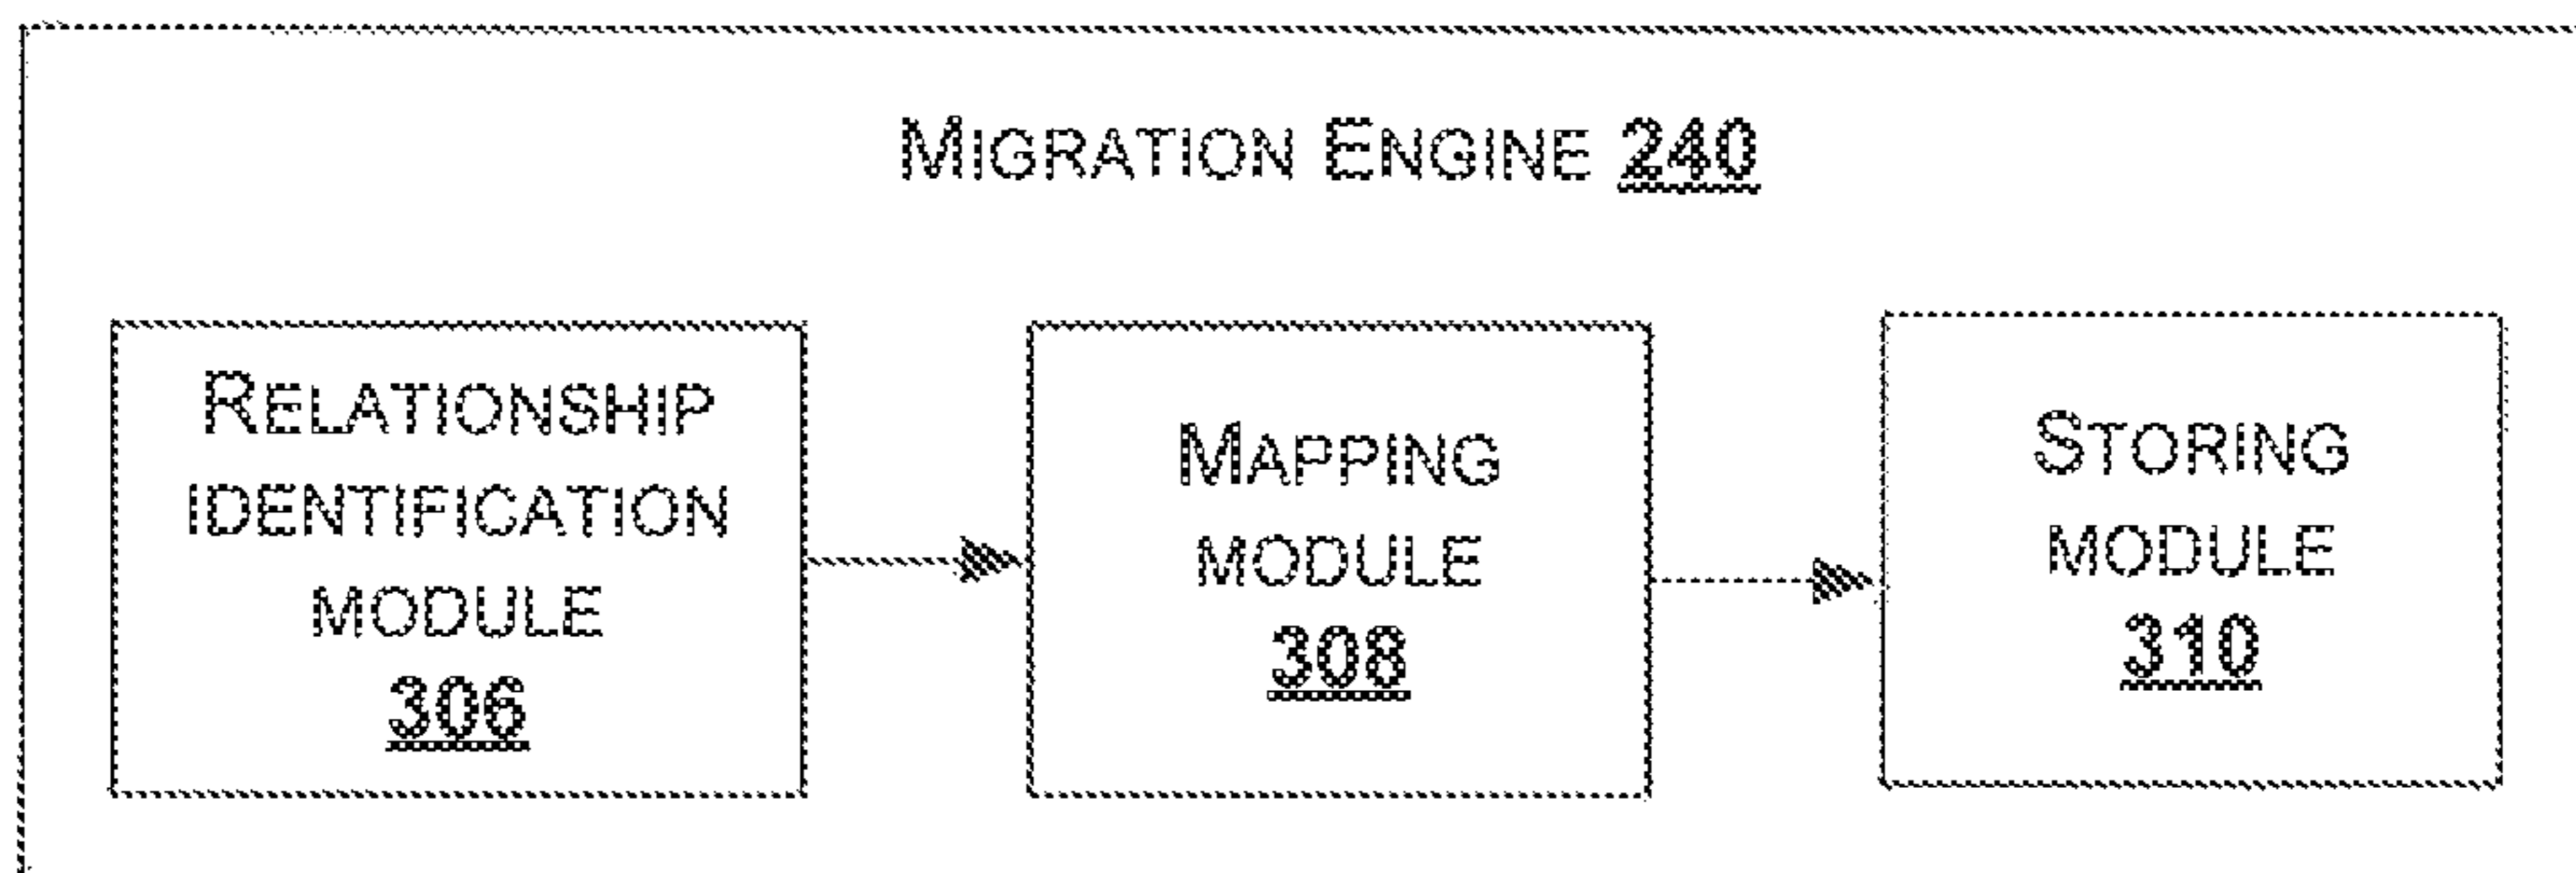 MIGRATION ENGINE 240
RELATIONSHIP
IDENTIFICATION
MODULE
306
MAPPING
MODULE
308
STORING
MODULE
310